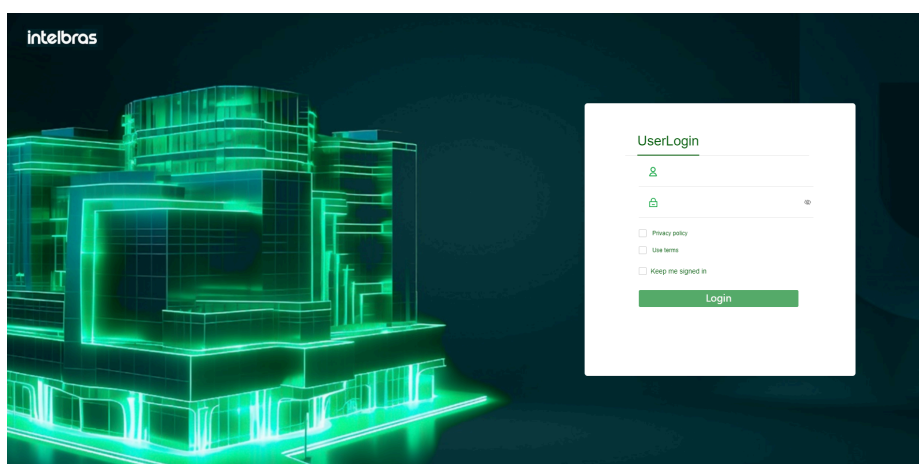 intelbras
UserLogin
Privacy policy
Use terms
Keep me signed in
Login